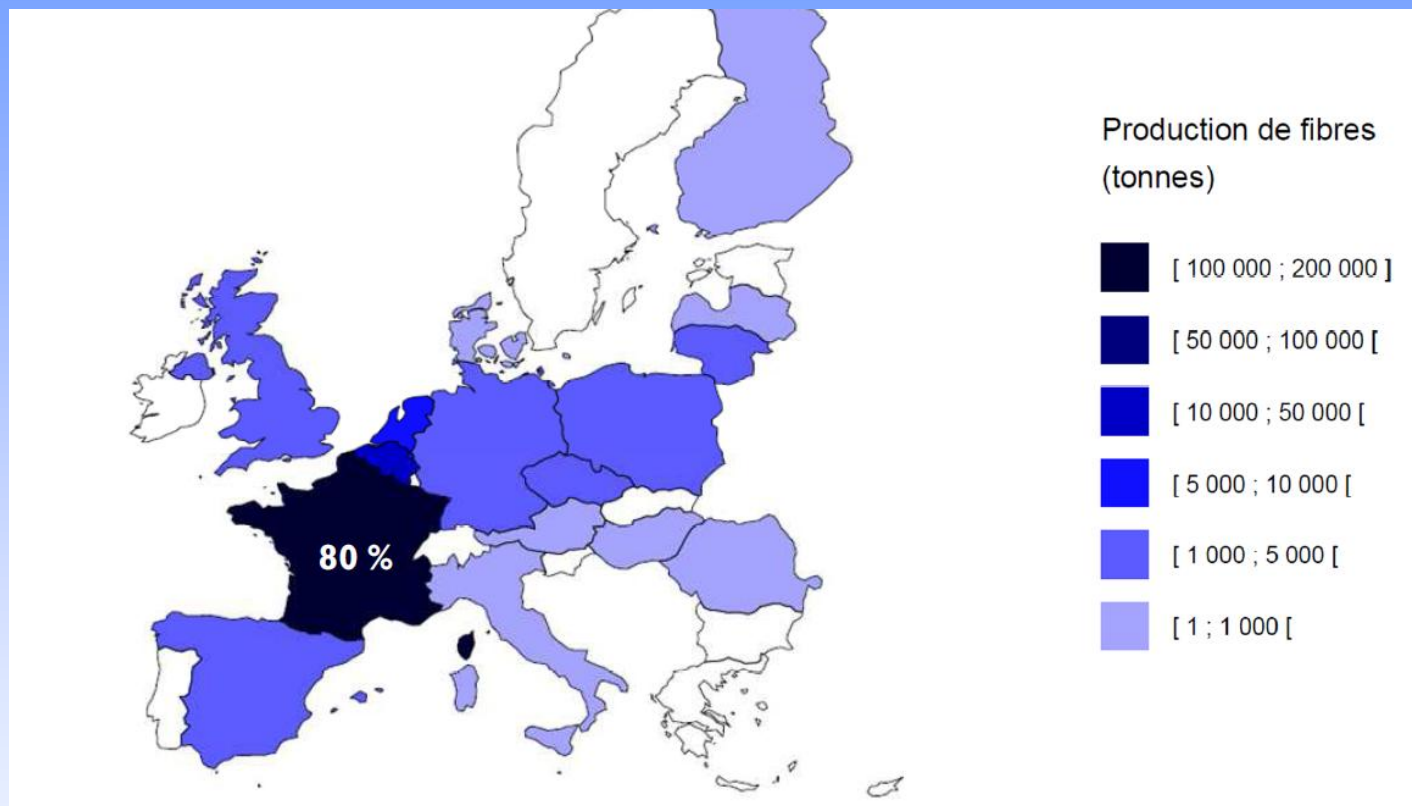 Production de fibres
(tonnes)
[ 100 000 ; 200 000 ]
[ 50 000 ; 100 000 [
[ 10 000 ; 50 000 [
[ 5 000 ; 10 000 [
[ 1 000 ; 5 000 [
[ 1 ; 1 000 [
80 %